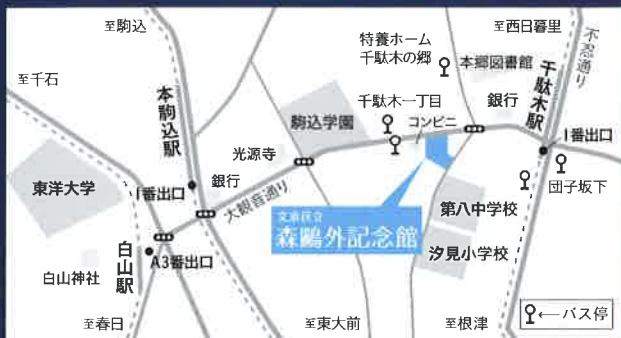 至駒込
至西日暮里
不忍通り
特養ホーム
千駄木の郷
本郷図書館
至千石
本駒込駅
千駄木駅
千駄木一丁目
銀行
コンビニ
駒込学園
1番出口
光源寺
東洋大学
1番出口
銀行
大観音通り
団子坂下
第八中学校
文京区立
森鷗外記念館
汐見小学校
白山駅
A3番出口
白山神社
至春日
至東大前
至根津
←バス停